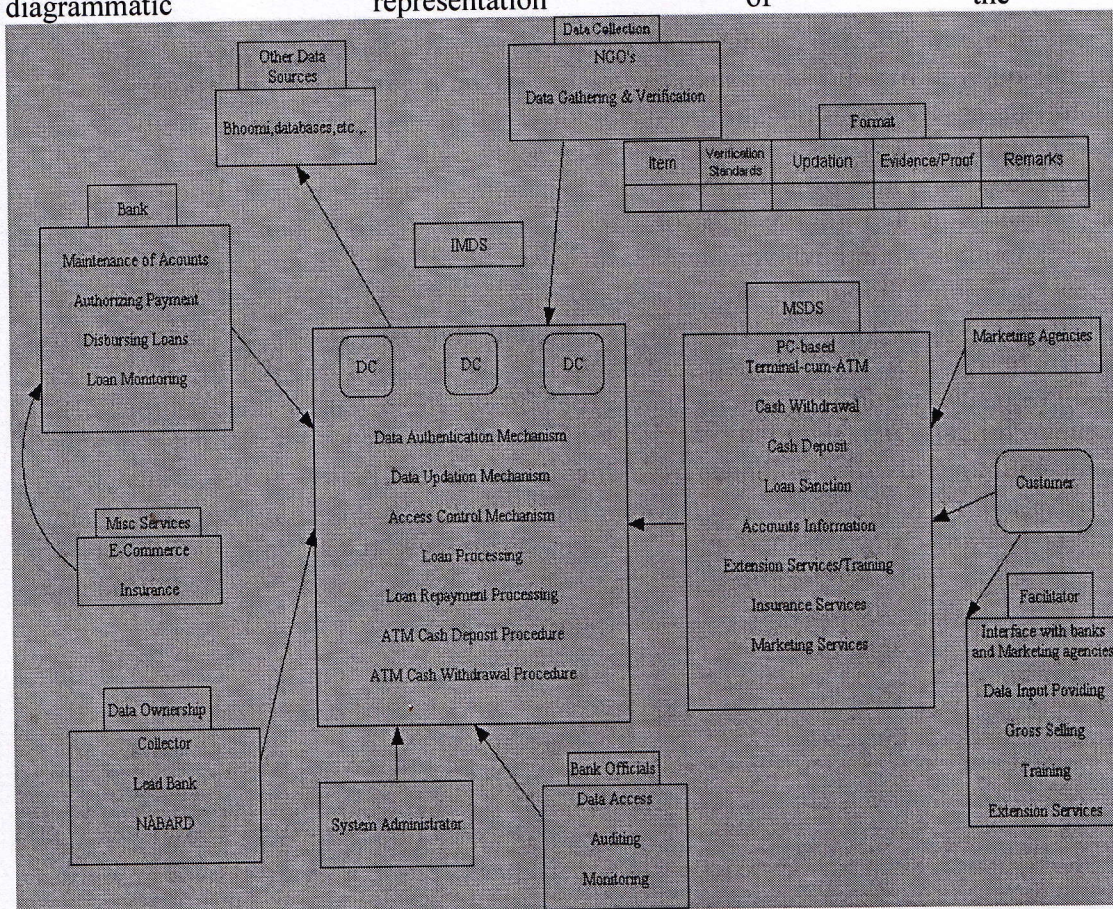 diagrammatic representation of the
Data Collection
NGO's
Data Gathering & Verification
Other Data
Sources
Bhoomi,databases,etc.,.
Format
Item Verification Standards Updation Evidence/Proof Remarks
Bank
Maintenance of Acounts
Authorizing Payment
Disbursing Loans
Loan Monitoring
IMDS
DC DC DC
Data Authentication Mechanism
Data Updation Mechanism
Access Control Mechanism
Loan Processing
Loan Repayment Processing
ATM Cash Deposit Procedure
ATM Cash Withdrawal Procedure
MSDS
PC-based
Terminal-cum-ATM
Cash Withdrawal
Cash Deposit
Loan Sanction
Accounts Information
Extension Services/Training
Insurance Services
Marketing Services
Marketing Agencies
Customer
Misc Services
E-Commerce
Insurance
Facilitator
Interface with banks
and Marketing agencies
Data Input Poviding
Gross Selling
Training
Extension Services
Data Ownership
Collector
Lead Bank
NABARD
System Administrator
Bank Officials
Data Access
Auditing
Monitoring